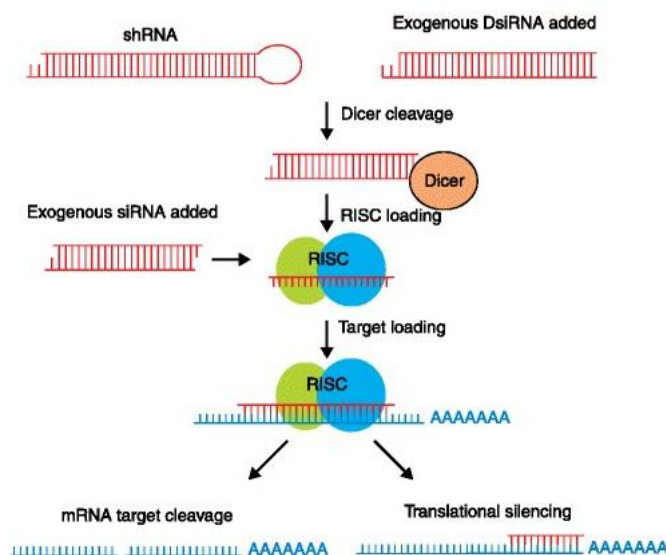 shRNA
Exogenous DsiRNA added
Dicer cleavage
Dicer
Exogenous siRNA added
RISC loading
RISC
Target loading
RISC
AAAAAAA
mRNA target cleavage
Translational silencing
AAAAAAA
AAAAAAA